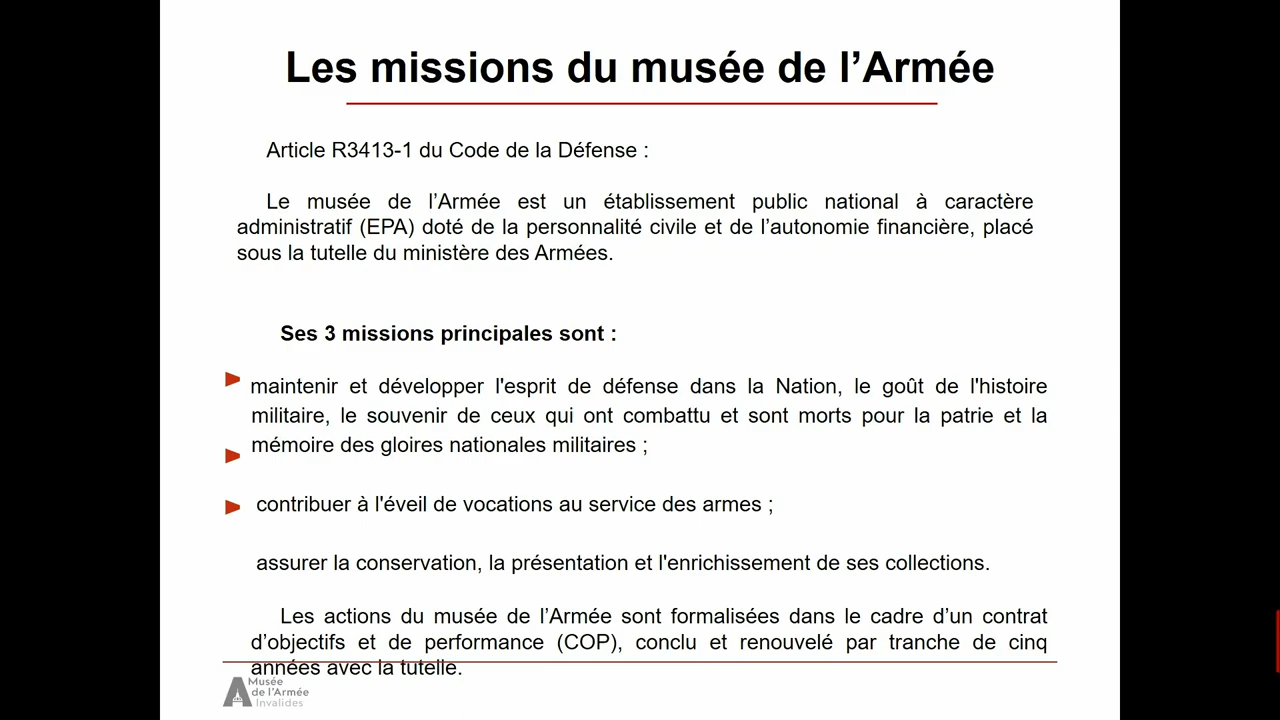 Les missions du musée de l’Armée
Article R3413-1 du Code de la Défense :
Le musée de l’Armée est un établissement public national à caractère
administratif (EPA) doté de la personnalité civile et de l’autonomie financière, placé
sous la tutelle du ministère des Armées.
Ses 3 missions principales sont :
maintenir et développer l'esprit de défense dans la Nation, le goût de l'histoire
militaire, le souvenir de ceux qui ont combattu et sont morts pour la patrie et la
mémoire des gloires nationales militaires ;
contribuer à l'éveil de vocations au service des armes ;
assurer la conservation, la présentation et l'enrichissement de ses collections.
Les actions du musée de l’Armée sont formalisées dans le cadre d’un contrat
d’objectifs et de performance (COP), conclu et renouvelé par tranche de cinq
années avec la tutelle.
Musée
de l'Armée
Invalides